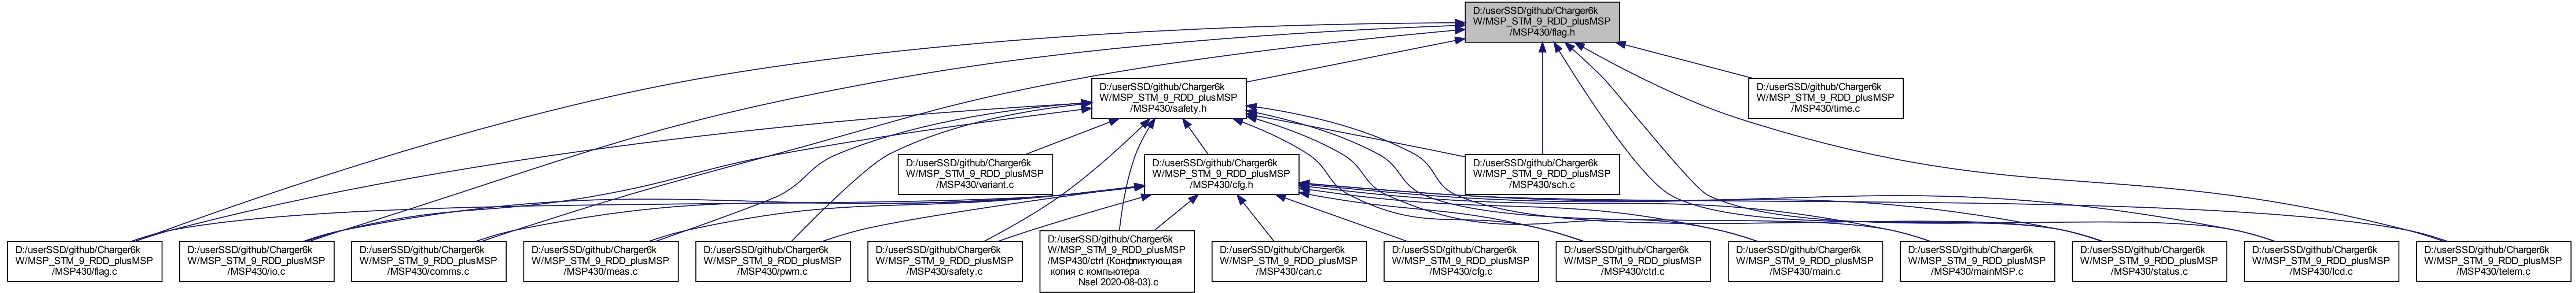 D:/userSSD/github/Charger6k
W/MSP_STM_9_RDD_plusMSP
/MSP430/flag.h
D:/userSSD/github/Charger6k
W/MSP_STM_9_RDD_plusMSP
/MSP430/safety.h
D:/userSSD/github/Charger6k
W/MSP_STM_9_RDD_plusMSP
/MSP430/time.c
D:/userSSD/github/Charger6k
W/MSP_STM_9_RDD_plusMSP
/MSP430/variant.c
D:/userSSD/github/Charger6k
W/MSP_STM_9_RDD_plusMSP
/MSP430/cfg.h
D:/userSSD/github/Charger6k
W/MSP_STM_9_RDD_plusMSP
/MSP430/sch.c
D:/userSSD/github/Charger6k
W/MSP_STM_9_RDD_plusMSP
/MSP430/flag.c
D:/userSSD/github/Charger6k
W/MSP_STM_9_RDD_plusMSP
/MSP430/io.c
D:/userSSD/github/Charger6k
W/MSP_STM_9_RDD_plusMSP
/MSP430/comms.c
D:/userSSD/github/Charger6k
W/MSP_STM_9_RDD_plusMSP
/MSP430/meas.c
D:/userSSD/github/Charger6k
W/MSP_STM_9_RDD_plusMSP
/MSP430/pwm.c
D:/userSSD/github/Charger6k
W/MSP_STM_9_RDD_plusMSP
/MSP430/safety.c
D:/userSSD/github/Charger6k
W/MSP_STM_9_RDD_plusMSP
/MSP430/ctrl (Конфликтующая
копия с компьютера
Nsel 2020-08-03).c
D:/userSSD/github/Charger6k
W/MSP_STM_9_RDD_plusMSP
/MSP430/can.c
D:/userSSD/github/Charger6k
W/MSP_STM_9_RDD_plusMSP
/MSP430/cfg.c
D:/userSSD/github/Charger6k
W/MSP_STM_9_RDD_plusMSP
/MSP430/ctrl.c
D:/userSSD/github/Charger6k
W/MSP_STM_9_RDD_plusMSP
/MSP430/main.c
D:/userSSD/github/Charger6k
W/MSP_STM_9_RDD_plusMSP
/MSP430/mainMSP.c
D:/userSSD/github/Charger6k
W/MSP_STM_9_RDD_plusMSP
/MSP430/status.c
D:/userSSD/github/Charger6k
W/MSP_STM_9_RDD_plusMSP
/MSP430/lcd.c
D:/userSSD/github/Charger6k
W/MSP_STM_9_RDD_plusMSP
/MSP430/telem.c